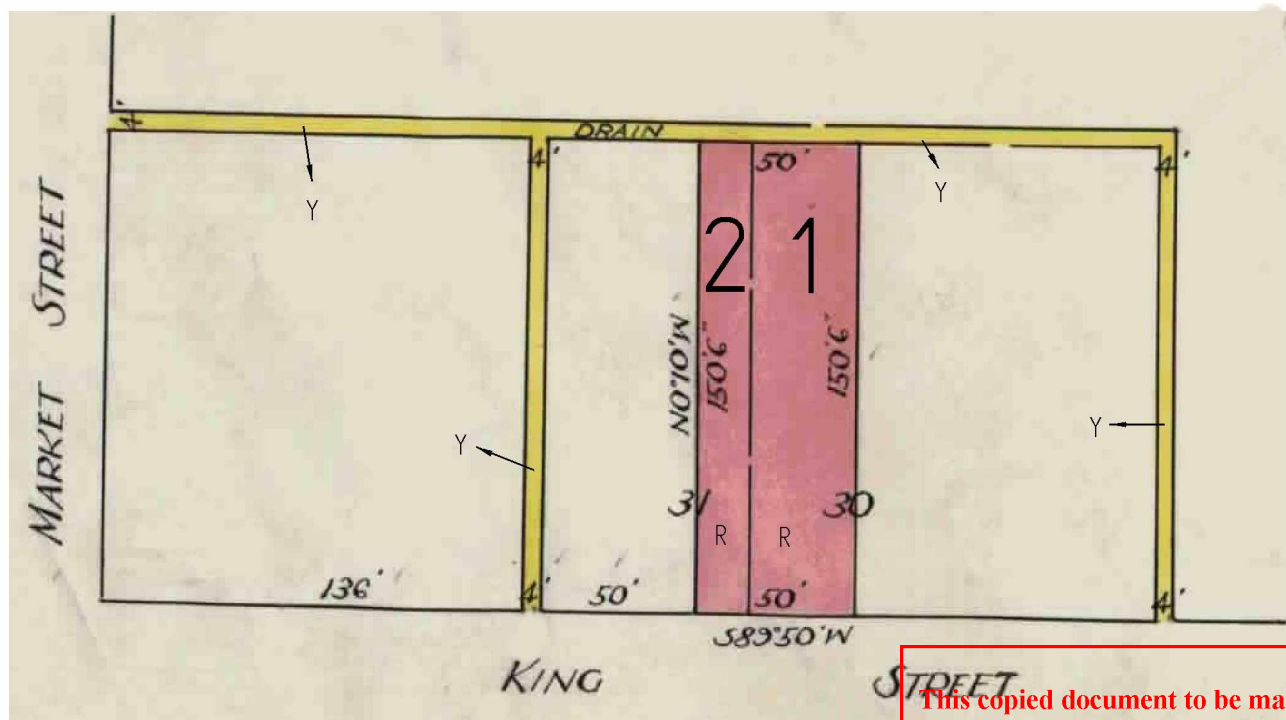 4'
DRAIN
4'
50'
4'
Y
Y
MARKET STREET
2 1
N0°10'W
150'6"
150'6"
Y
Y
31
30
R R
136'
4'
50'
50'
4'
S89°50'W
KING STREET
This copied document to be ma